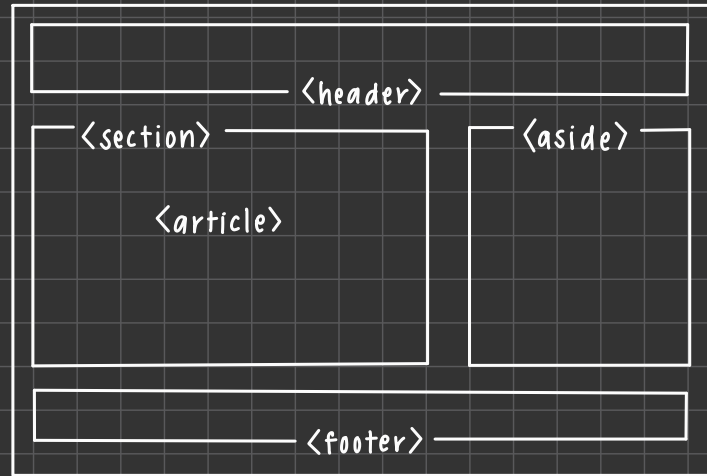 <header>
<section>
<aside>
<article>
<footer>